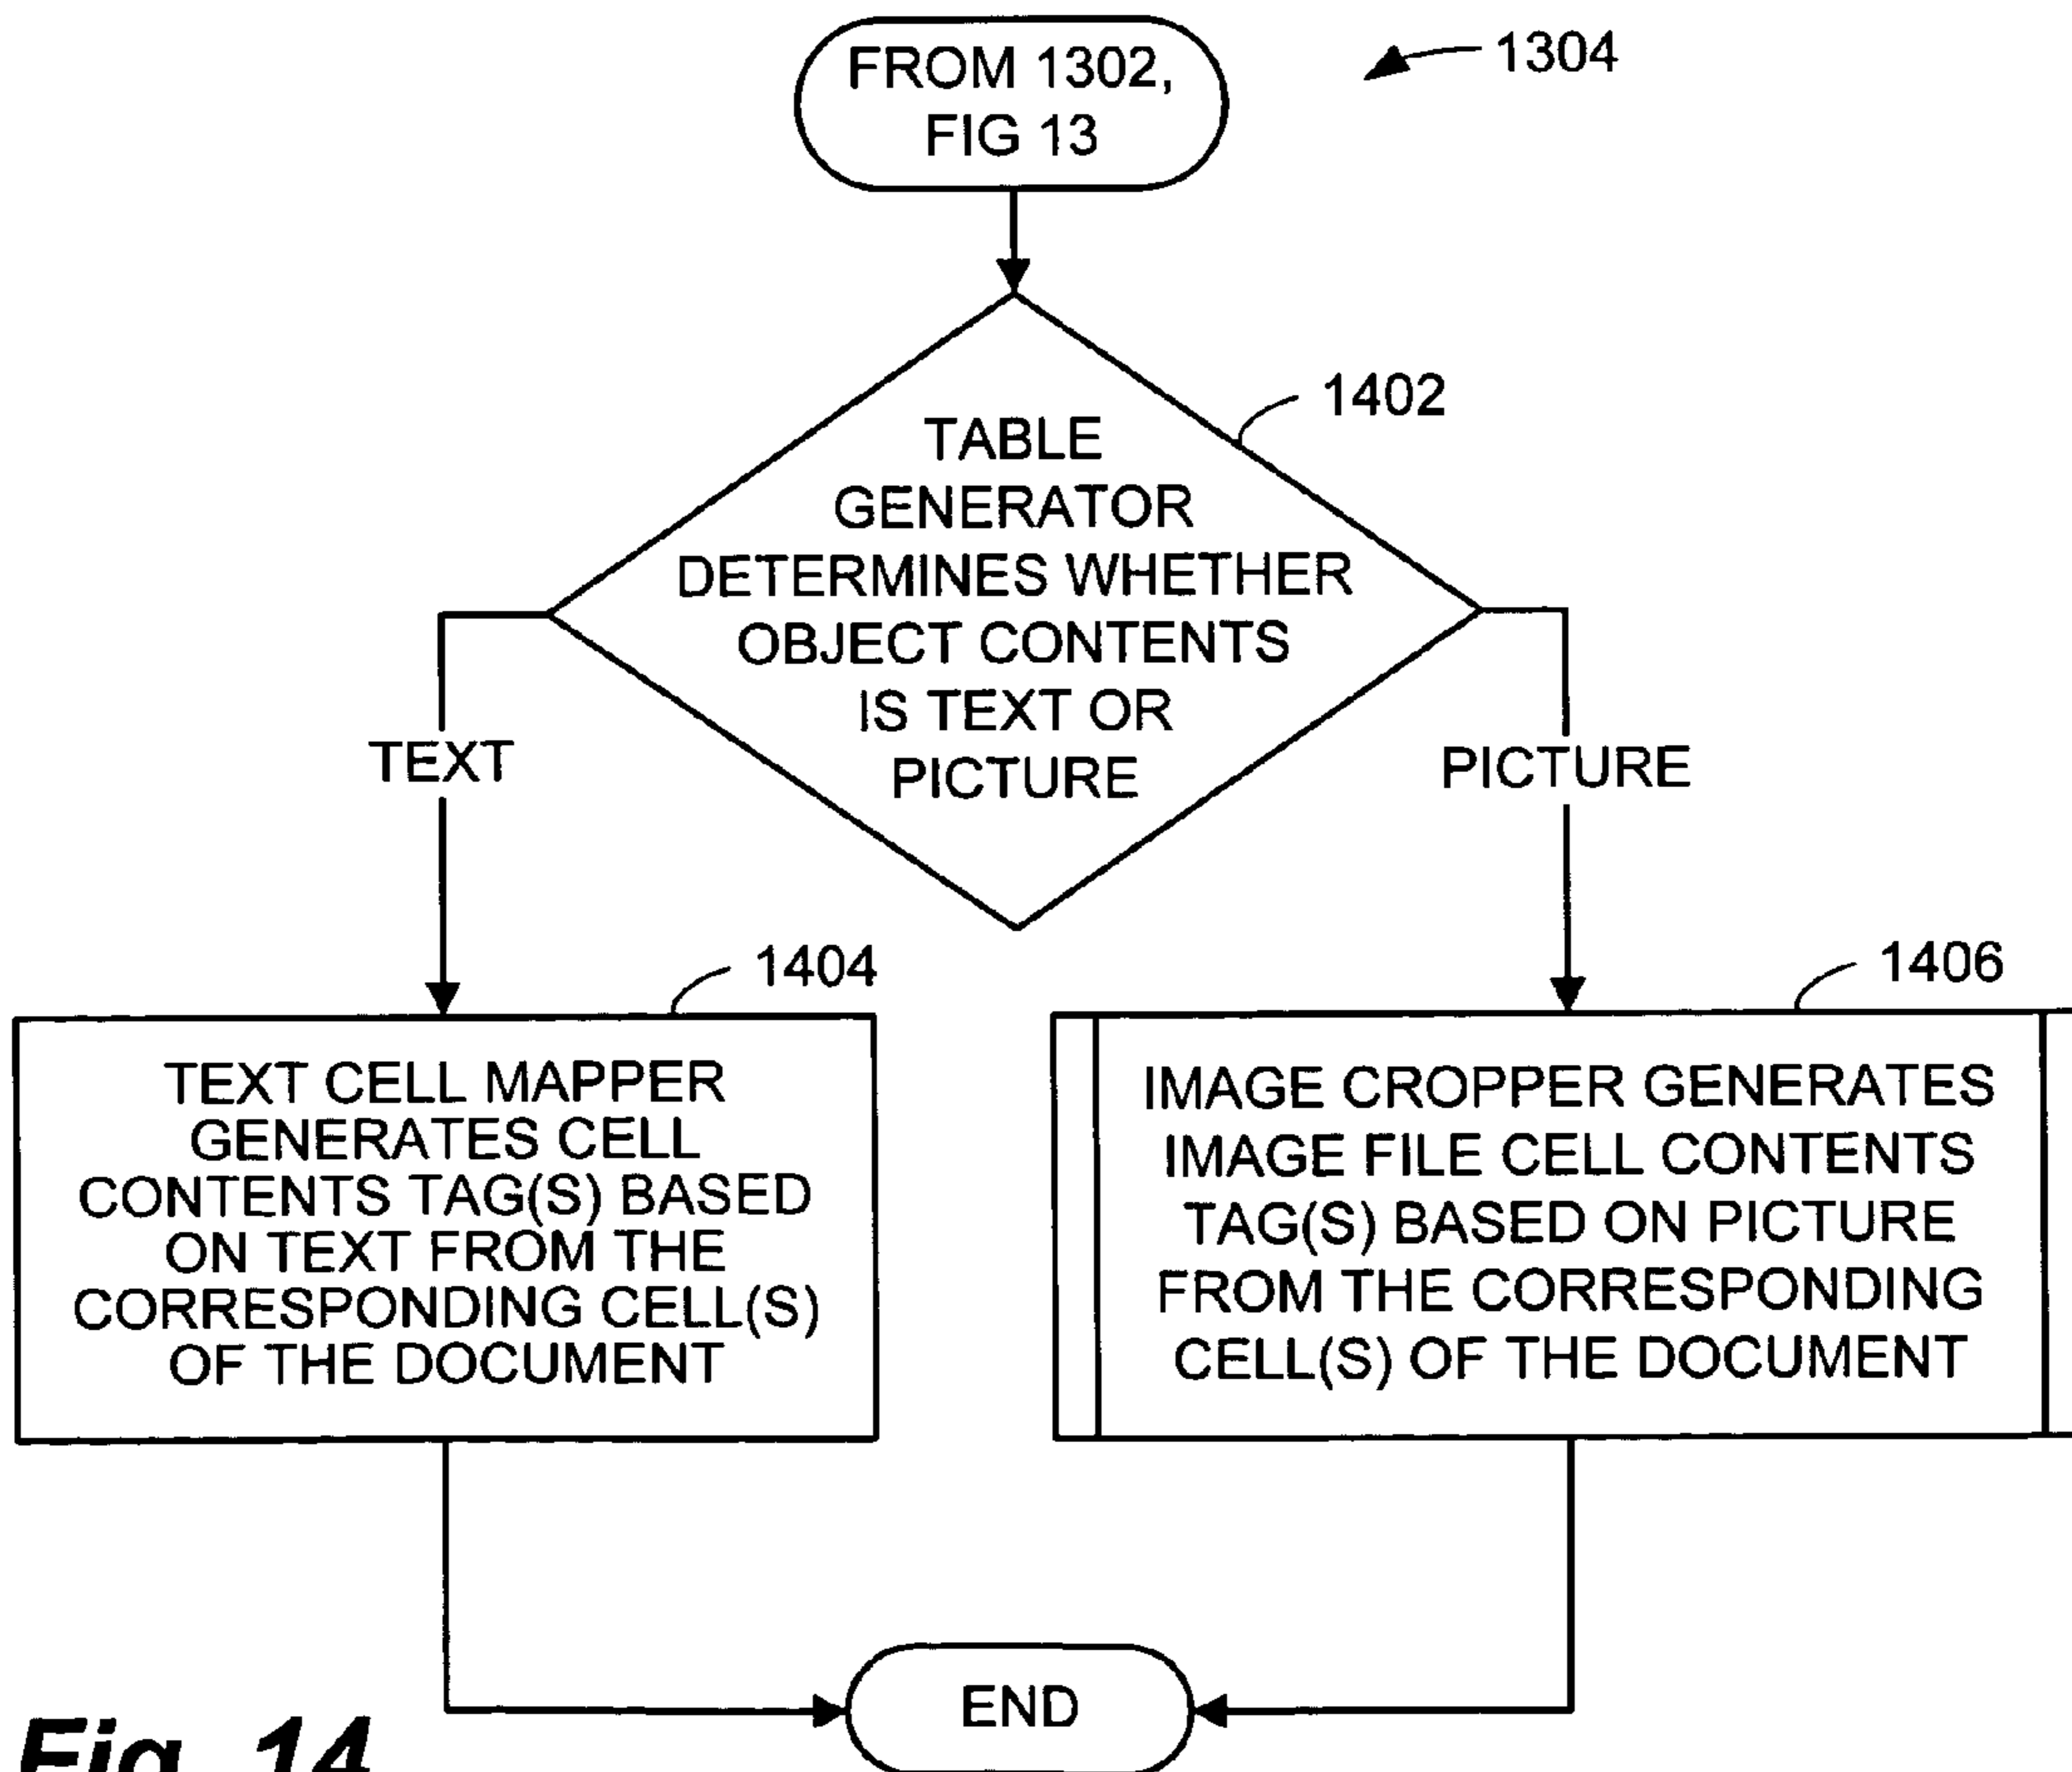 FROM 1302,
FIG 13
1304
1402
TABLE
GENERATOR
DETERMINES WHETHER
OBJECT CONTENTS
IS TEXT OR
PICTURE
TEXT
PICTURE
1404
1406
TEXT CELL MAPPER
GENERATES CELL
CONTENTS TAG(S) BASED
ON TEXT FROM THE
CORRESPONDING CELL(S)
OF THE DOCUMENT
IMAGE CROPPER GENERATES
IMAGE FILE CELL CONTENTS
TAG(S) BASED ON PICTURE
FROM THE CORRESPONDING
CELL(S) OF THE DOCUMENT
END
Fig. 14